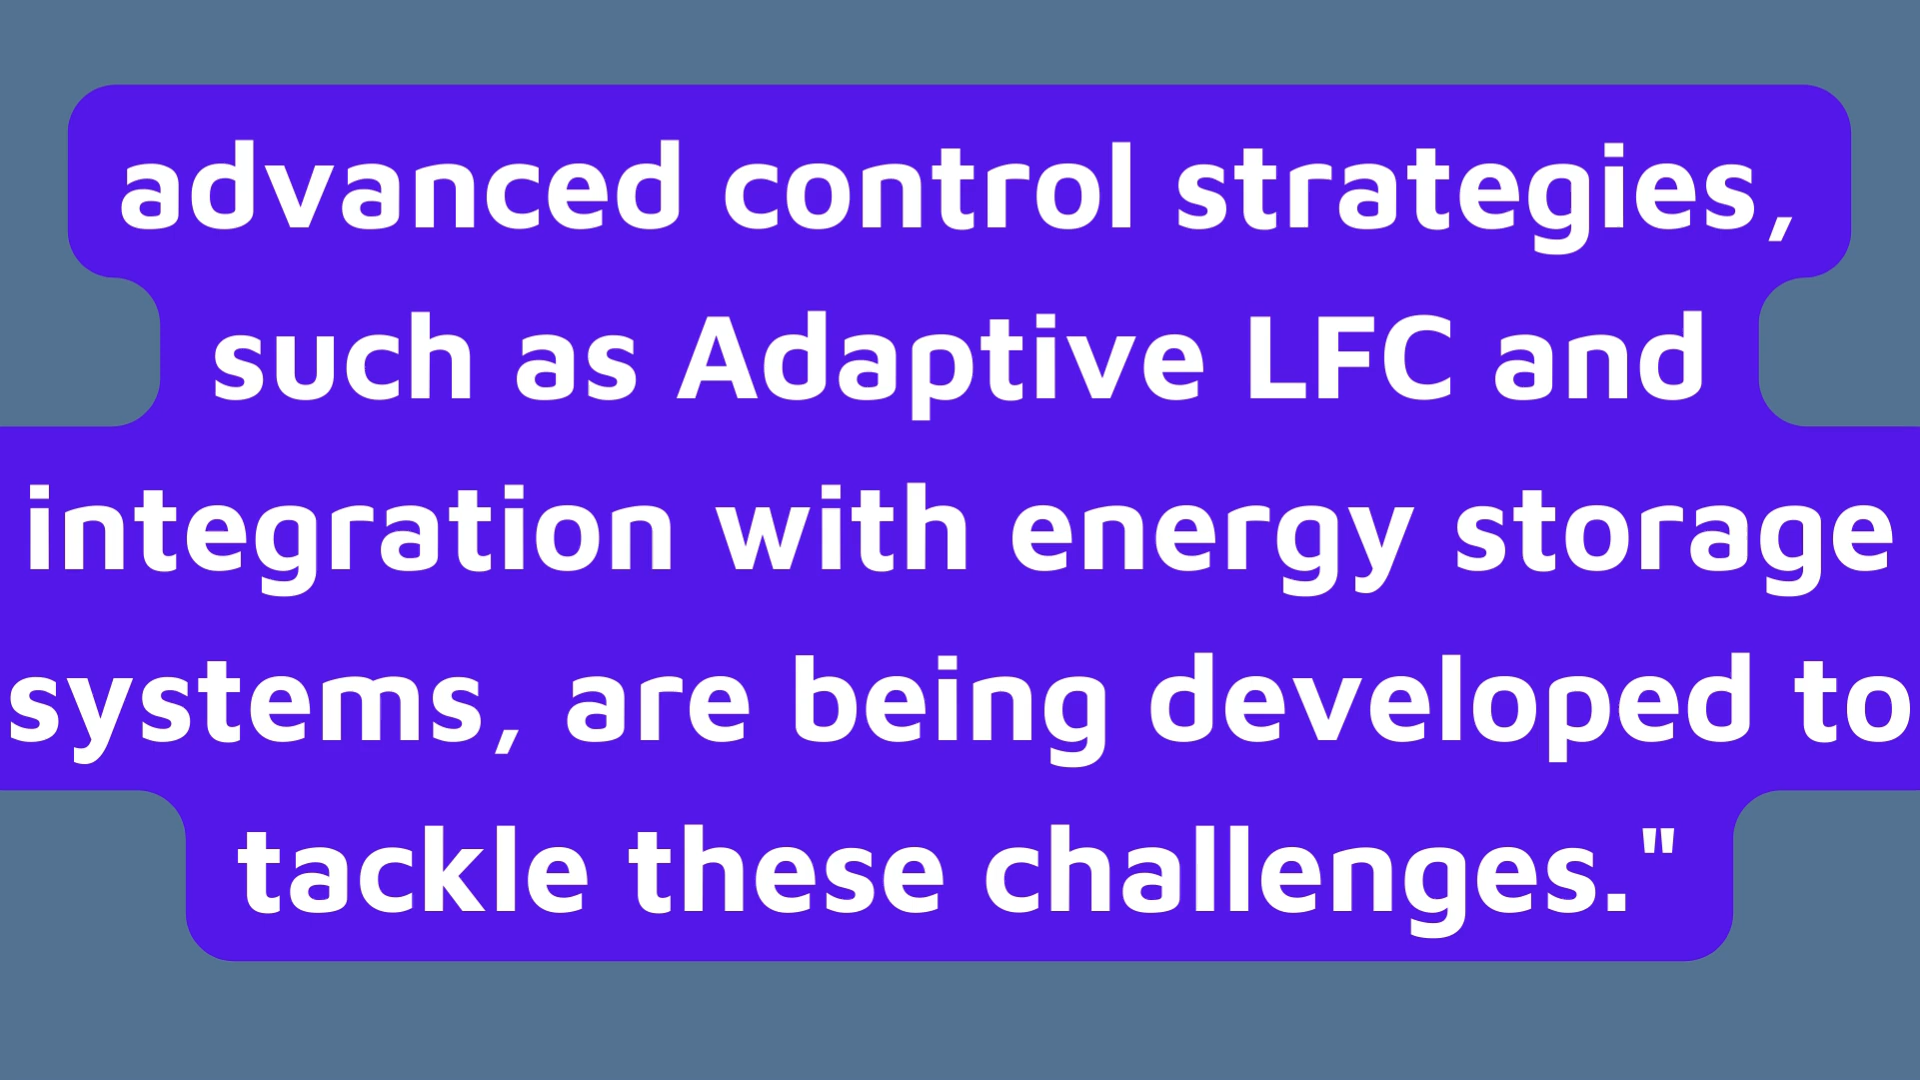 advanced control strategies,
such as Adaptive LFC and
integration with energy storage
systems, are being developed to
tackle these challenges."